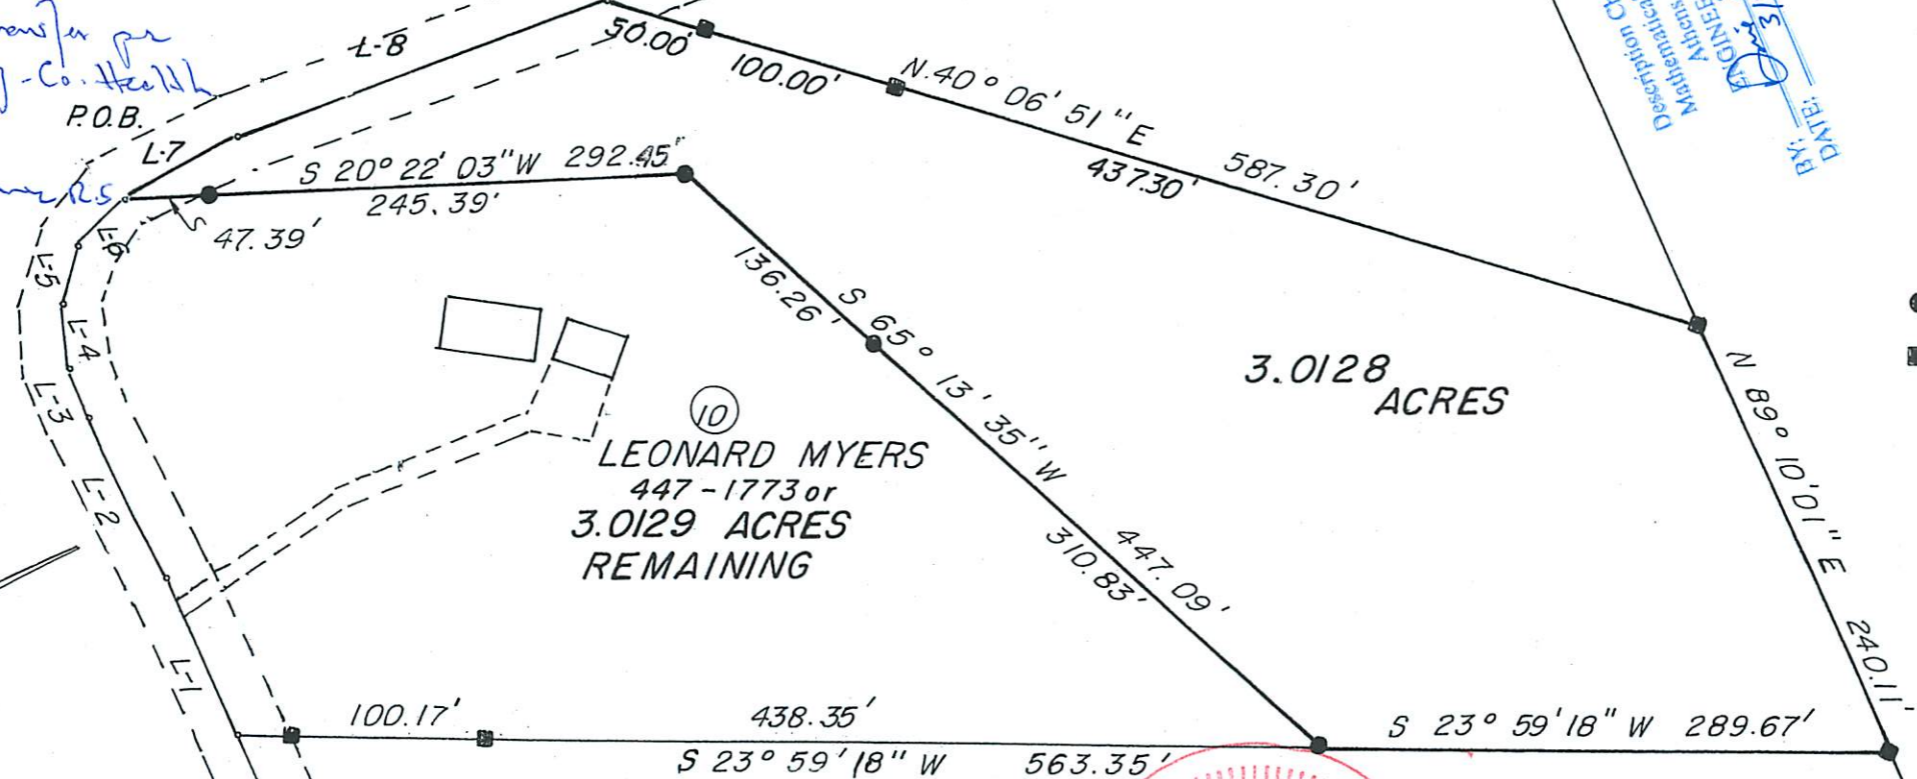 L-8
50.00'
100.00'
N. 40° 06' 51" E 587.30'
437.30'
P.O.B.
L-7
Co. Health
R.S.
S 20° 22' 03" W 292.45'
245.39'
47.39'
L-6
L-5
L-4
L-3
L-2
L-1
136.26'
S 65° 13' 35" W 447.09'
310.83'
3.0128
ACRES
10
LEONARD MYERS
447-1773 or
3.0129 ACRES
REMAINING
N 89° 10' 01" E 240.11'
100.17'
438.35'
S 23° 59' 18" W 563.35'
S 23° 59' 18" W 289.67'
Description
Mathematical
Athens
BY:
DATE: